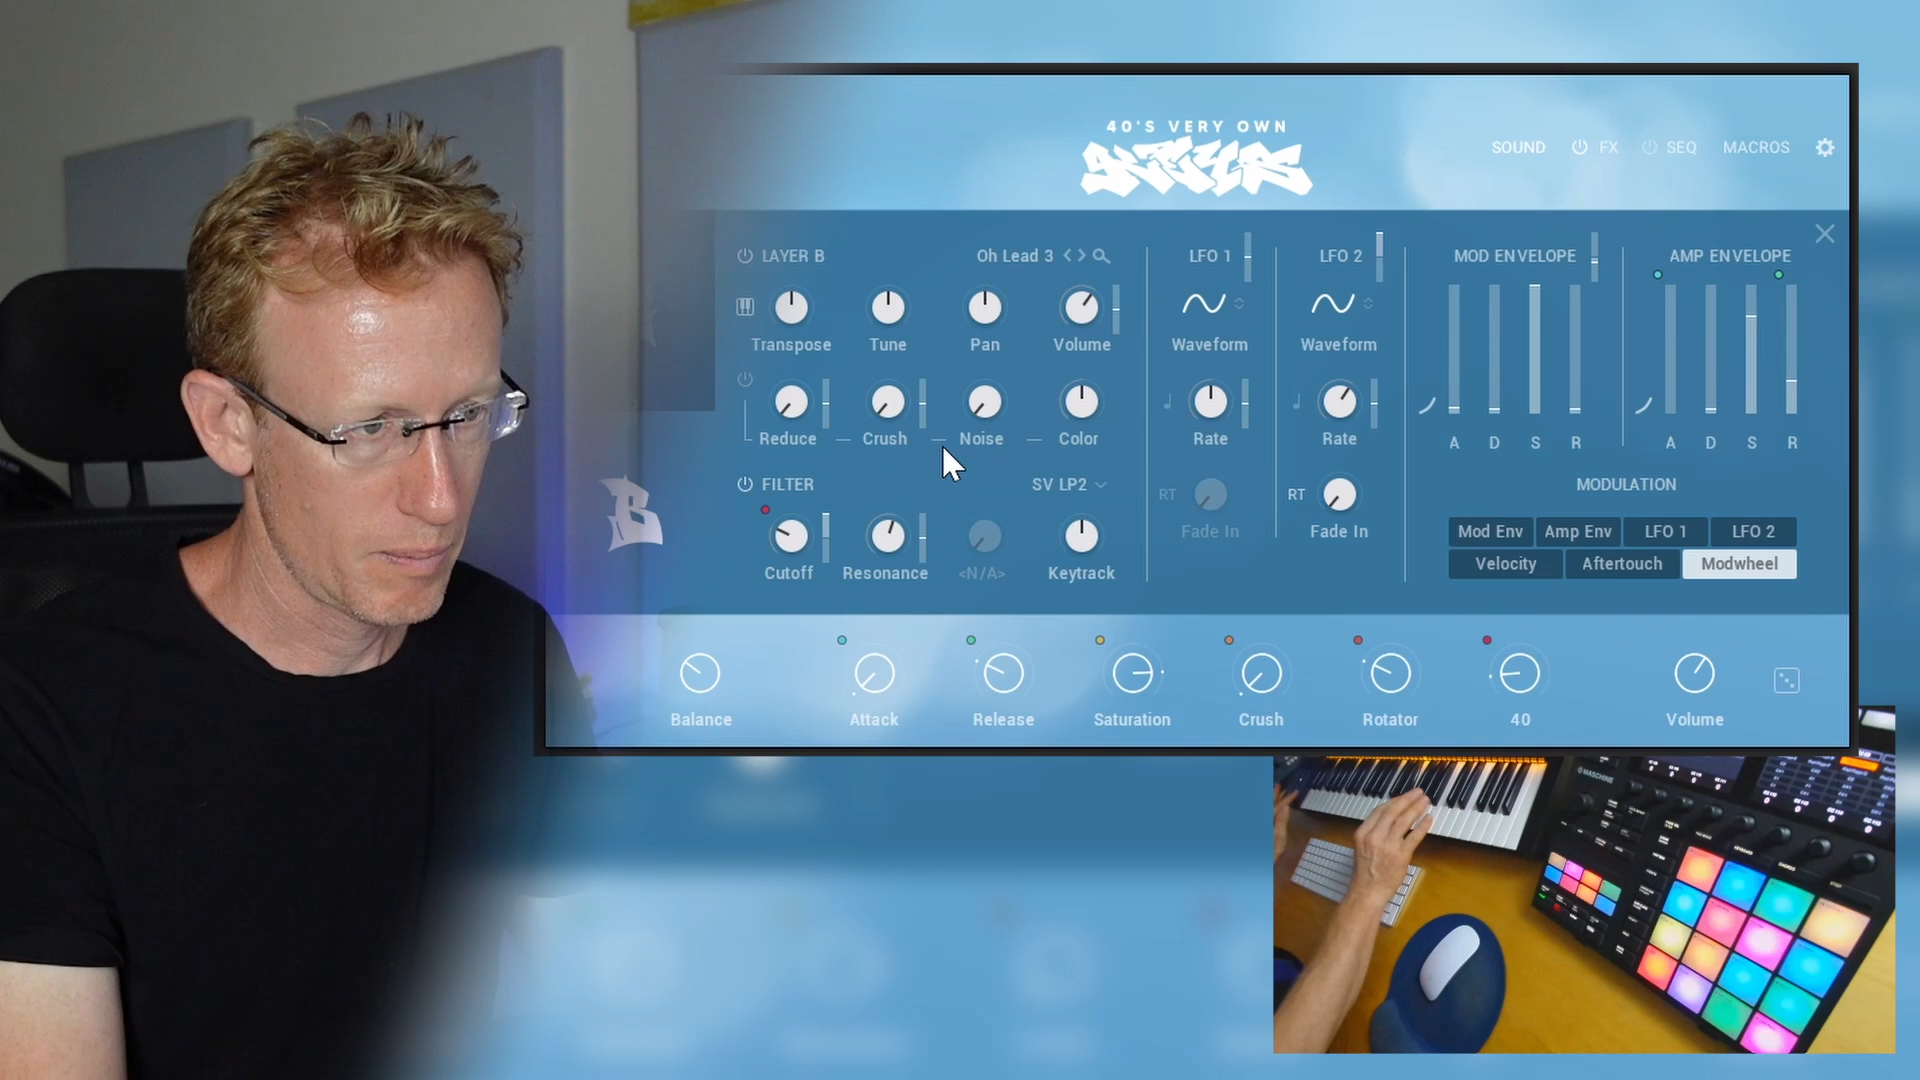 40'S VERY OWN
KEYS
SOUND FX SEQ MACROS
LAYER B Oh Lead 3
Transpose Tune Pan Volume
Reduce Crush Noise Color
FILTER SV LP2
Cutoff Resonance <N/A> Keytrack
LFO 1 LFO 2
Waveform Waveform
Rate Rate
RT RT
Fade In Fade In
MOD ENVELOPE AMP ENVELOPE
A D S R A D S R
MODULATION
Mod Env Amp Env LFO 1 LFO 2
Velocity Aftertouch Modwheel
B
Balance Attack Release Saturation Crush Rotator 40 Volume
MASCHINE